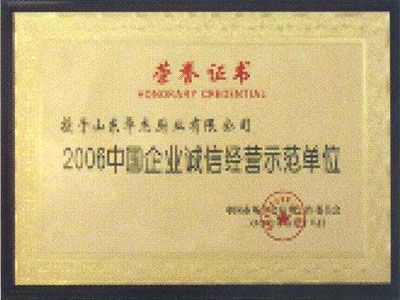 荣誉证书
HONORARY CREDENTIAL
授予山东华杰厨业有限公司
2006中国企业诚信经营示范单位